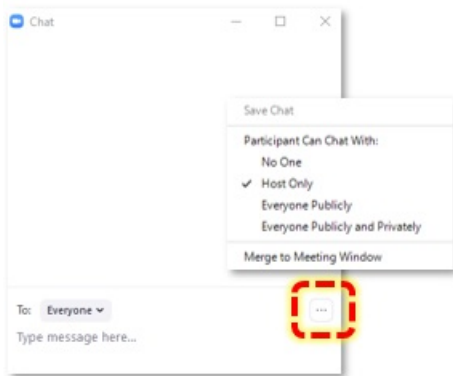 Chat
Save Chat
Participant Can Chat With:
No One
Host Only
Everyone Publicly
Everyone Publicly and Privately
Merge to Meeting Window
To: Everyone
Type message here...